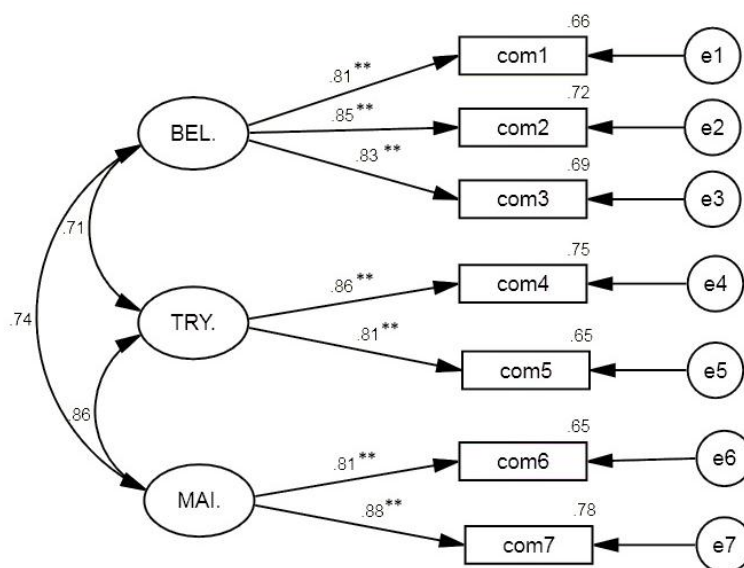 .66
com1
e1
.81**
.72
BEL.
.85**
com2
e2
.83**
.69
com3
e3
.71
.75
com4
e4
.86**
.74
TRY.
.65
.81**
com5
e5
.86
.65
com6
e6
.81**
MAI.
.78
.88**
com7
e7